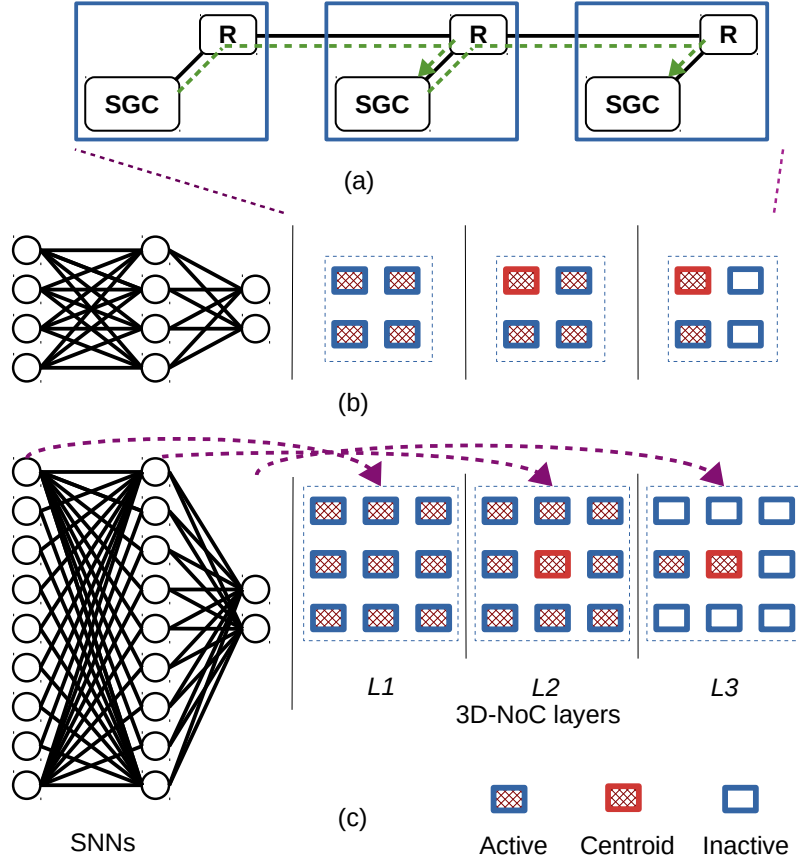 R R R
SGC SGC SGC
(a)
(b)
L1 L2 L3
3D-NoC layers
(c)
SNNs Active Centroid Inactive